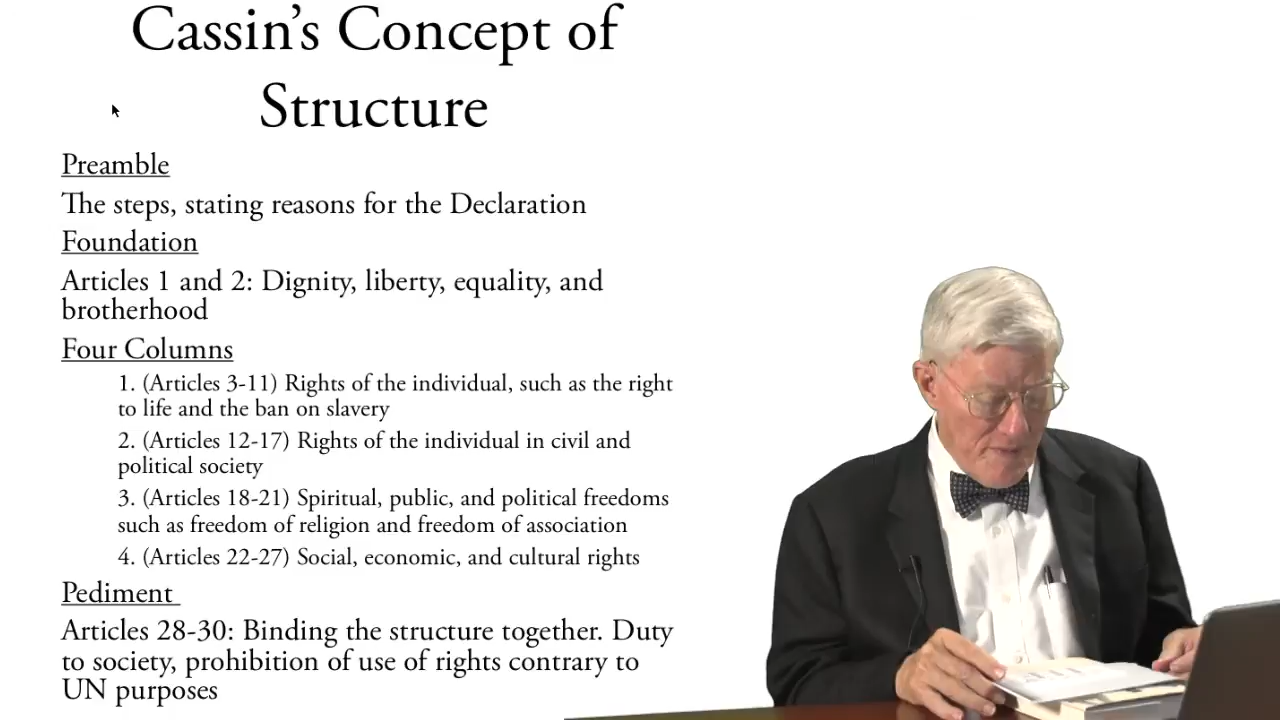 Cassin’s Concept of
Structure
Preamble
The steps, stating reasons for the Declaration
Foundation
Articles 1 and 2: Dignity, liberty, equality, and
brotherhood
Four Columns
1. (Articles 3-11) Rights of the individual, such as the right
to life and the ban on slavery
2. (Articles 12-17) Rights of the individual in civil and
political society
3. (Articles 18-21) Spiritual, public, and political freedoms
such as freedom of religion and freedom of association
4. (Articles 22-27) Social, economic, and cultural rights
Pediment
Articles 28-30: Binding the structure together. Duty
to society, prohibition of use of rights contrary to
UN purposes